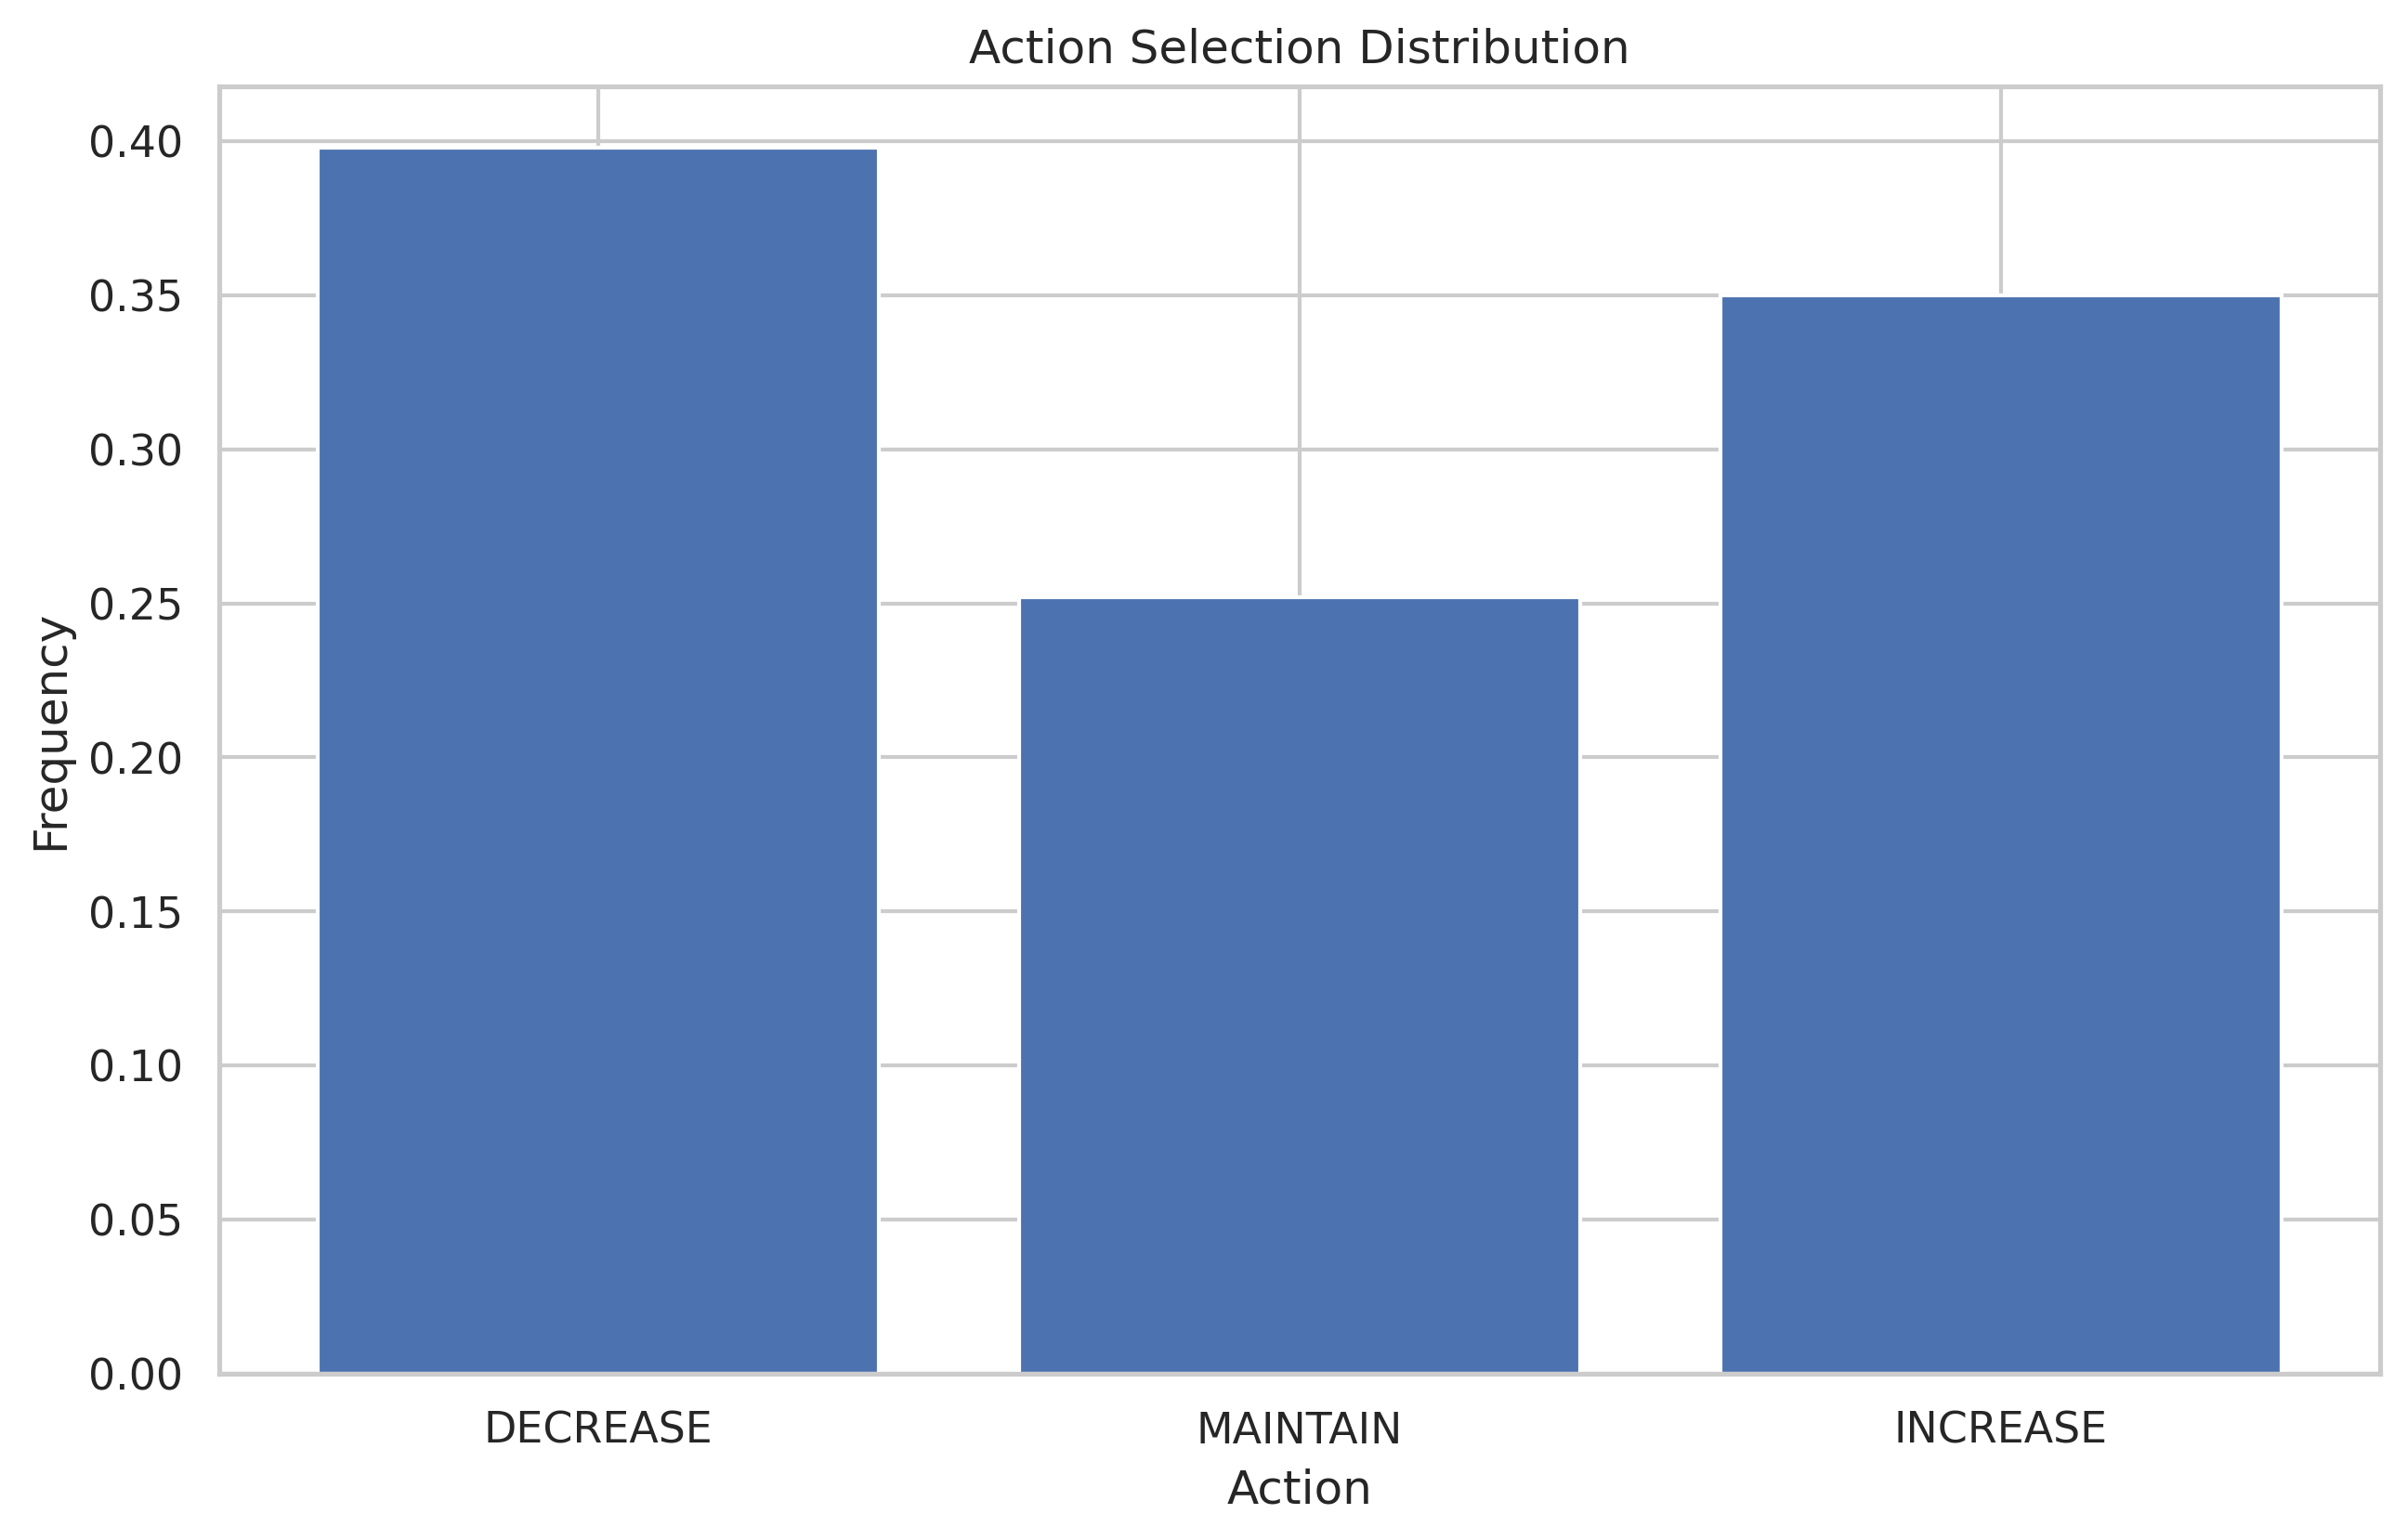 Action Selection Distribution
0.40
0.35
0.30
0.25
0.20
0.15
0.10
0.05
0.00
Frequency
DECREASE MAINTAIN INCREASE
Action